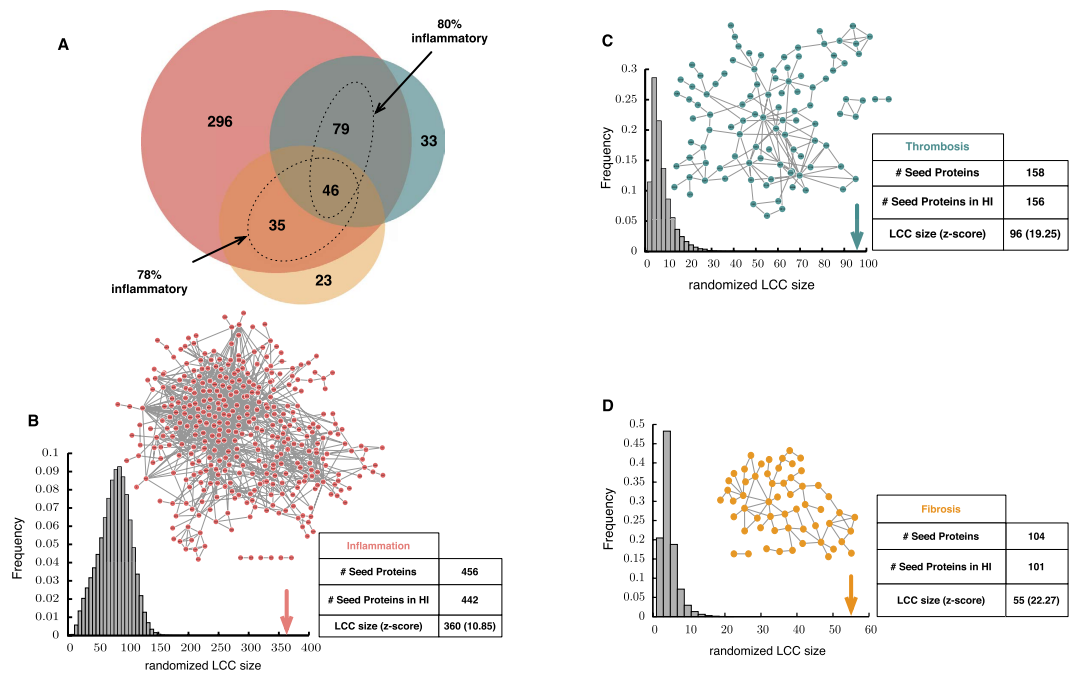 A
80%
inflammatory
296
79
33
46
35
23
78%
inflammatory
B
Frequency
0.1
0.09
0.08
0.07
0.06
0.05
0.04
0.03
0.02
0.01
0
0 50 100 150 200 250 300 350 400
randomized LCC size
Inflammation
# Seed Proteins 456
# Seed Proteins in HI 442
LCC size (z-score) 360 (10.85)
C
Frequency
0.3
0.25
0.2
0.15
0.1
0.05
0
0 10 20 30 40 50 60 70 80 90 100
randomized LCC size
Thrombosis
# Seed Proteins 158
# Seed Proteins in HI 156
LCC size (z-score) 96 (19.25)
D
Frequency
0.5
0.45
0.4
0.35
0.3
0.25
0.2
0.15
0.1
0.05
0
0 10 20 30 40 50 60
randomized LCC size
Fibrosis
# Seed Proteins 104
# Seed Proteins in HI 101
LCC size (z-score) 55 (22.27)